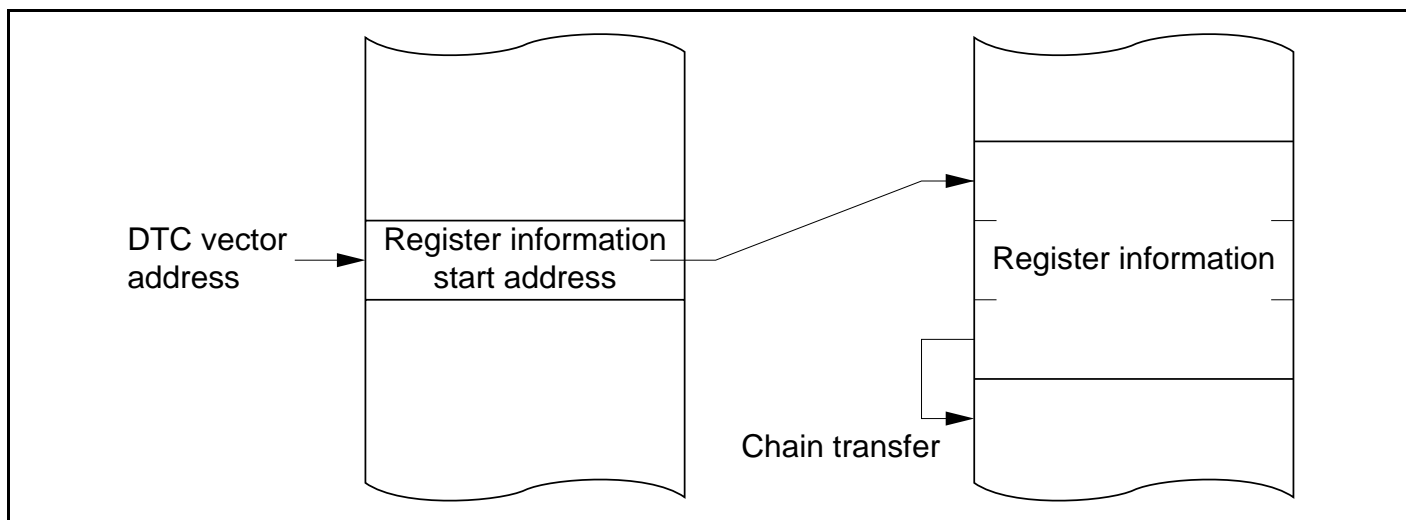 DTC vector
address
Register information
start address
Register information
Chain transfer